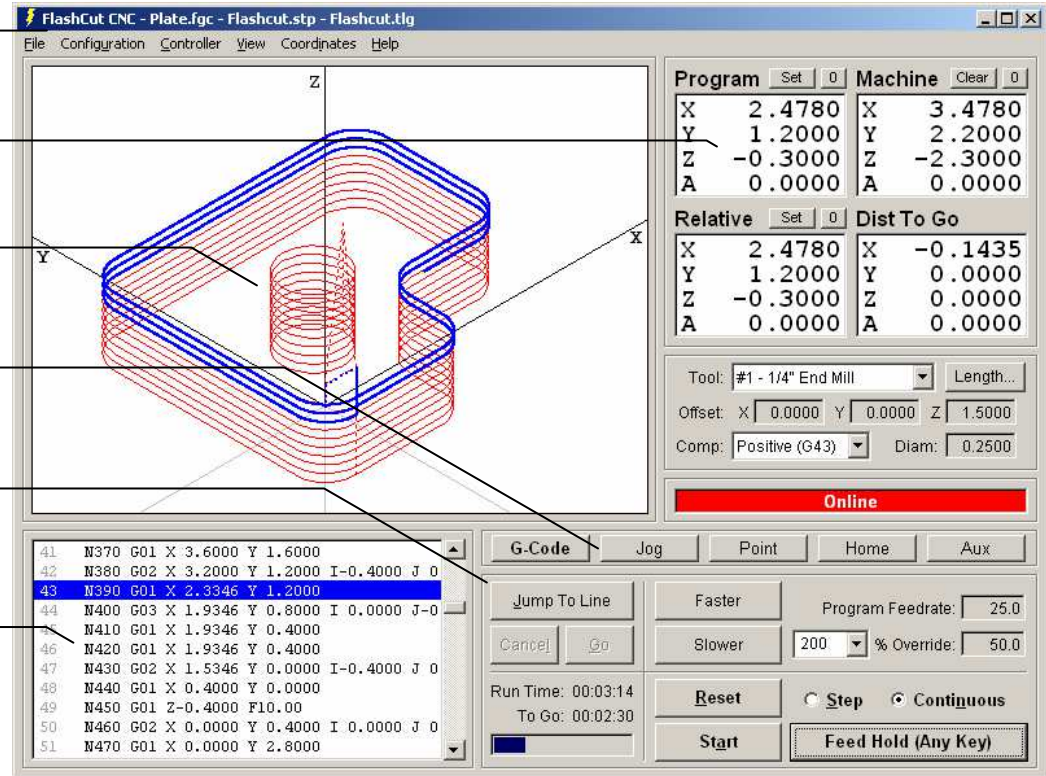 FlashCut CNC - Plate.fgc - Flashcut.stp - Flashcut.tlg
File Configuration Controller View Coordinates Help
Z
Y
X
Program Set 0
X 2.4780
Y 1.2000
Z -0.3000
A 0.0000
Machine Clear 0
X 3.4780
Y 2.2000
Z -2.3000
A 0.0000
Relative Set 0
X 2.4780
Y 1.2000
Z -0.3000
A 0.0000
Dist To Go
X -0.1435
Y 0.0000
Z 0.0000
A 0.0000
Tool: #1 - 1/4" End Mill Length...
Offset: X 0.0000 Y 0.0000 Z 1.5000
Comp: Positive (G43) Diam: 0.2500
Online
41 N370 G01 X 3.6000 Y 1.6000
42 N380 G02 X 3.2000 Y 1.2000 I-0.4000 J 0
43 N390 G01 X 2.3346 Y 1.2000
44 N400 G03 X 1.9346 Y 0.8000 I 0.0000 J-0
45 N410 G01 X 1.9346 Y 0.4000
46 N420 G01 X 1.9346 Y 0.4000
47 N430 G02 X 1.5346 Y 0.0000 I-0.4000 J 0
48 N440 G01 X 0.4000 Y 0.0000
49 N450 G01 Z-0.4000 F10.00
50 N460 G02 X 0.0000 Y 0.4000 I 0.0000 J 0
51 N470 G01 X 0.0000 Y 2.8000
G-Code Jog Point Home Aux
Jump To Line
Cancel Go
Run Time: 00:03:14
To Go: 00:02:30
Faster
Slower
Program Feedrate: 25.0
200 % Override: 50.0
Reset
Start
Step Continuous
Feed Hold (Any Key)